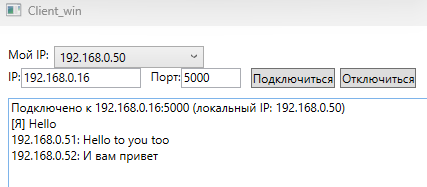 Client_win
Мой IP: 192.168.0.50
IP: 192.168.0.16 Порт: 5000 Подключиться Отключиться
Подключено к 192.168.0.16:5000 (локальный IP: 192.168.0.50)
[Я] Hello
192.168.0.51: Hello to you too
192.168.0.52: И вам привет